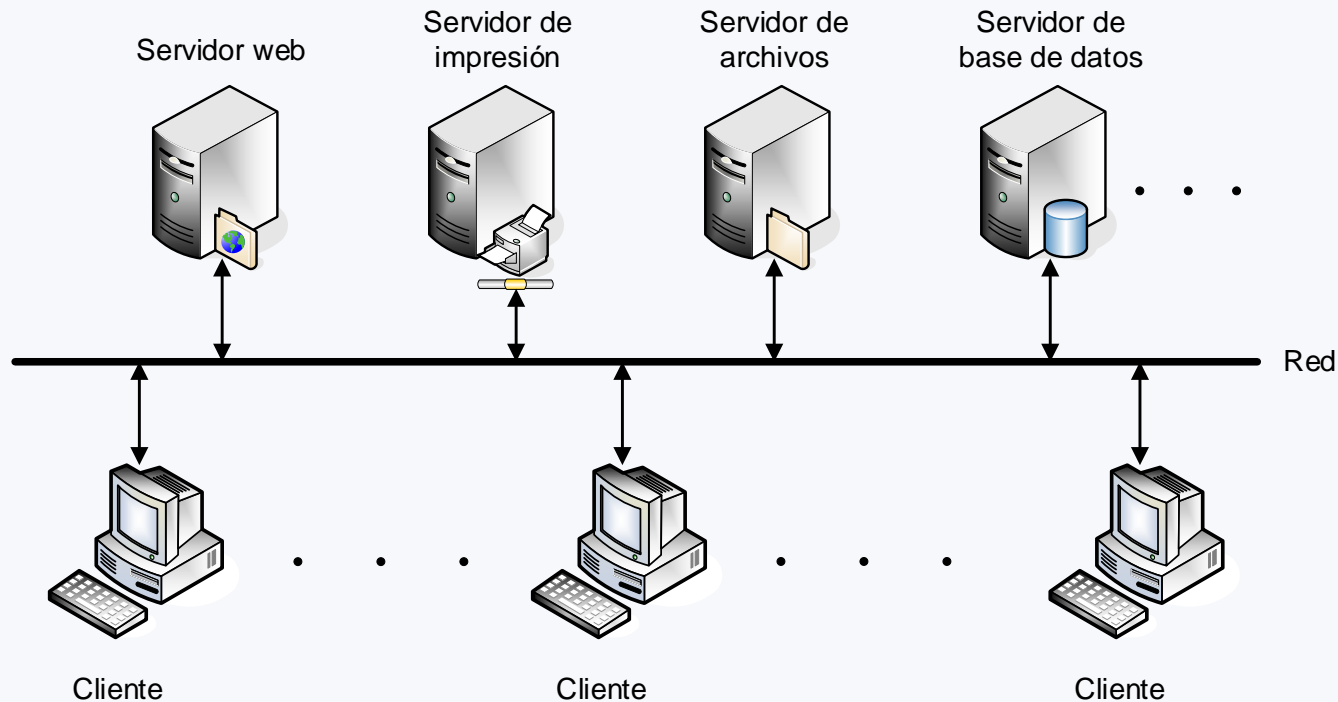 Servidor web
Servidor de
impresión
Servidor de
archivos
Servidor de
base de datos
Red
Cliente
Cliente
Cliente